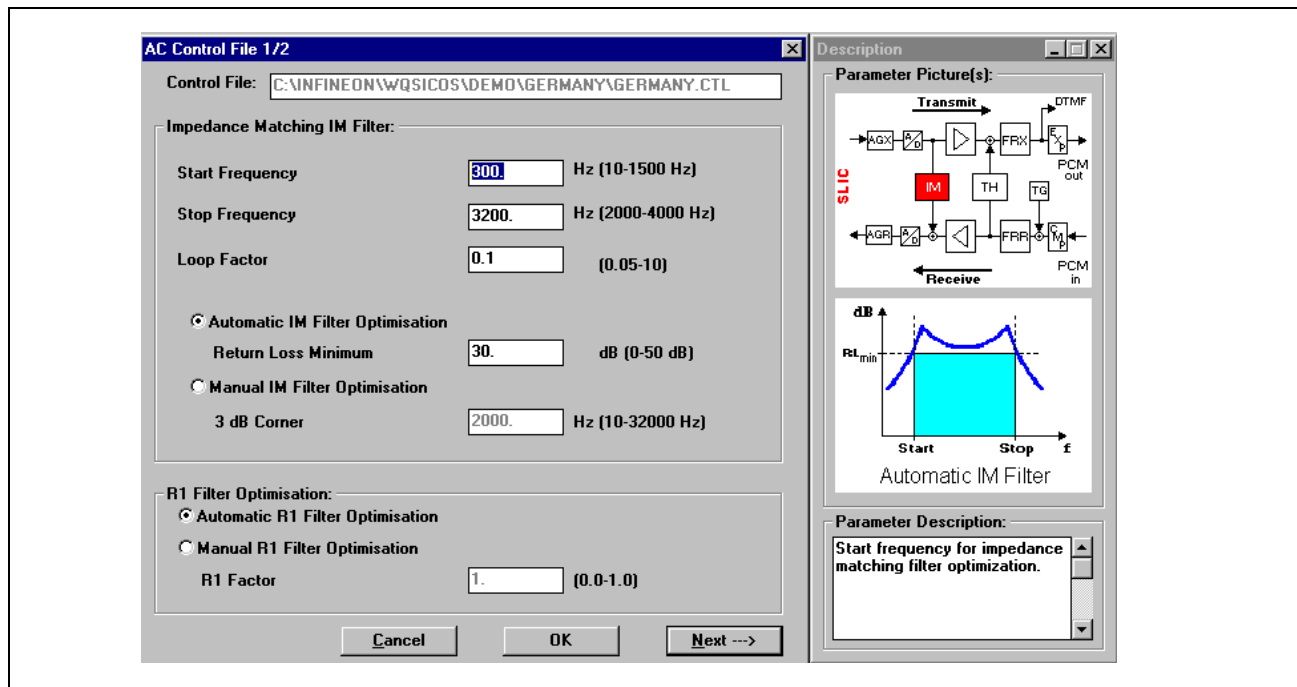 AC Control File 1/2
Control File: C:\INFINEON\WQSICOS\DEMO\GERMANY\GERMANY.CTL
Impedance Matching IM Filter:
Start Frequency 300. Hz (10-1500 Hz)
Stop Frequency 3200. Hz (2000-4000 Hz)
Loop Factor 0.1 (0.05-10)
Automatic IM Filter Optimisation
Return Loss Minimum 30. dB (0-50 dB)
Manual IM Filter Optimisation
3 dB Corner 2000. Hz (10-32000 Hz)
R1 Filter Optimisation:
Automatic R1 Filter Optimisation
Manual R1 Filter Optimisation
R1 Factor 1. (0.0-1.0)
Cancel OK Next --->
Description
Parameter Picture(s):
Transmit DTMF
AGX A/D FRX Exp
PCM out
SLIC
IM TH TG
AGR A/D FRR CMp
PCM in
Receive
dB
RLmin
Start Stop f
Automatic IM Filter
Parameter Description:
Start frequency for impedance
matching filter optimization.